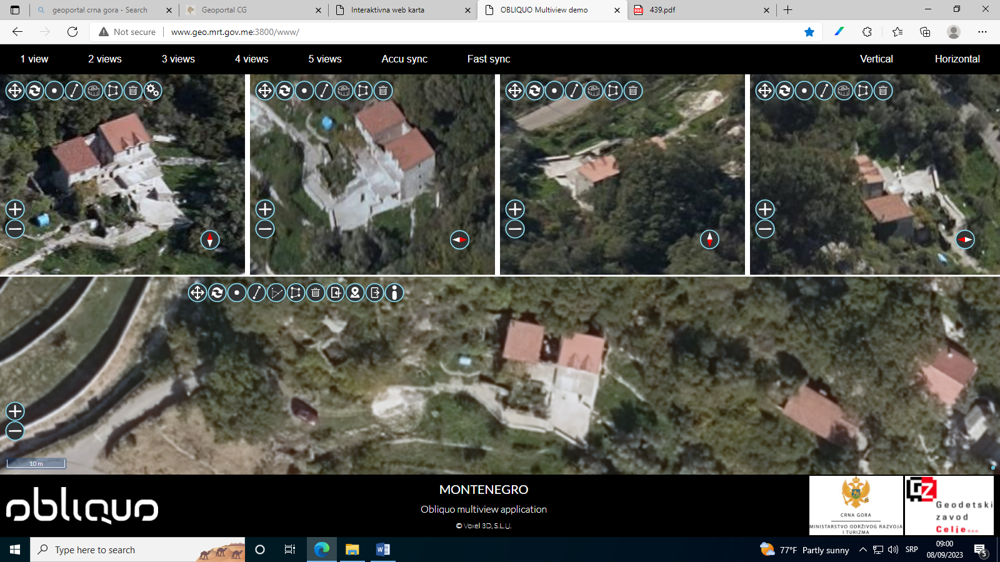 geoportal crna gora - Search
Geoportal CG
Interaktivna web karta
OBLIQUO Multiview demo
PDF
439.pdf
Not secure
www.geo.mrt.gov.me:3800/www/
1 view
2 views
3 views
4 views
5 views
Accu sync
Fast sync
Vertical
Horizontal
10 m
obliquo
MONTENEGRO
Obliquo multiview application
© Voxel 3D, S.L.U.
CRNA GORA
MINISTARSTVO ODRŽIVOG RAZVOJA
I TURIZMA
GZ
Geodetski
zavod
Celje d.o.o.
Type here to search
W
77°F Partly sunny
SRP
09:00
08/09/2023
5